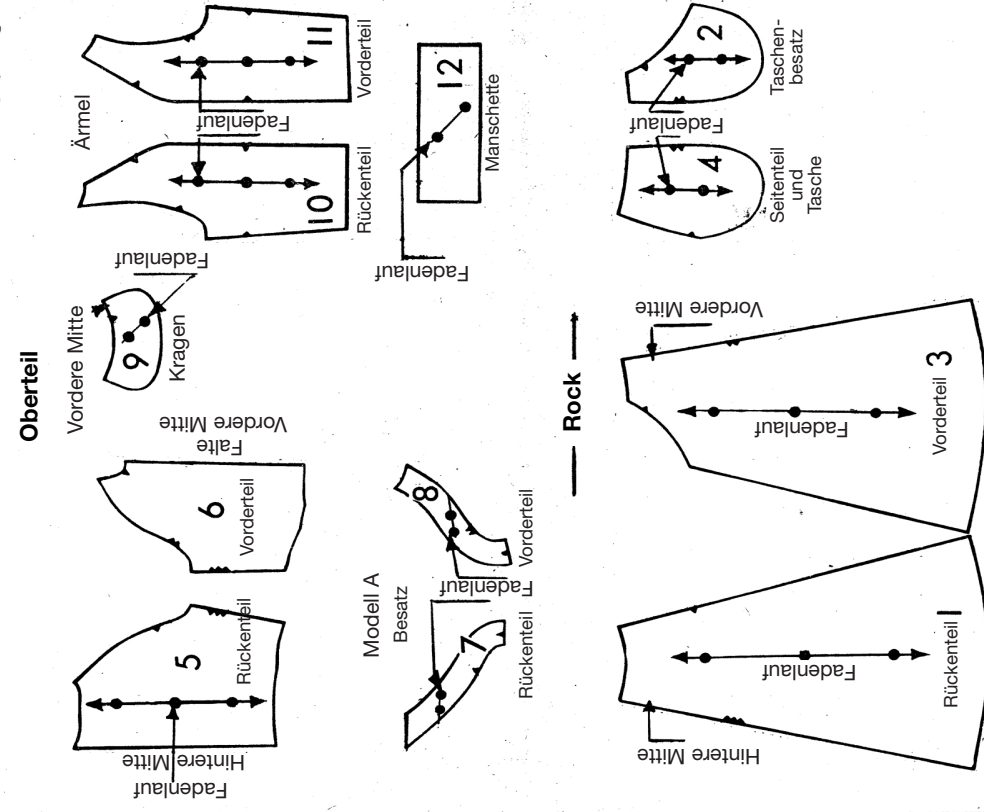 Oberteil
Hintere Mitte
Fadenlauf
5
Rückenteil
6
Vorderteil
Falte
Vordere Mitte
Vordere Mitte
9
Kragen
Fadenlauf
Ärmel
10
Rückenteil
Fadenlauf
11
Vorderteil
Modell A
Besatz
7
Rückenteil
Fadenlauf
8
Vorderteil
Fadenlauf
12
Manschette
Rock
Hintere Mitte
Fadenlauf
Rückenteil 1
Vordere Mitte
Fadenlauf
Vorderteil 3
4
Seitenteil
und
Tasche
Fadenlauf
2
Taschen-
besatz